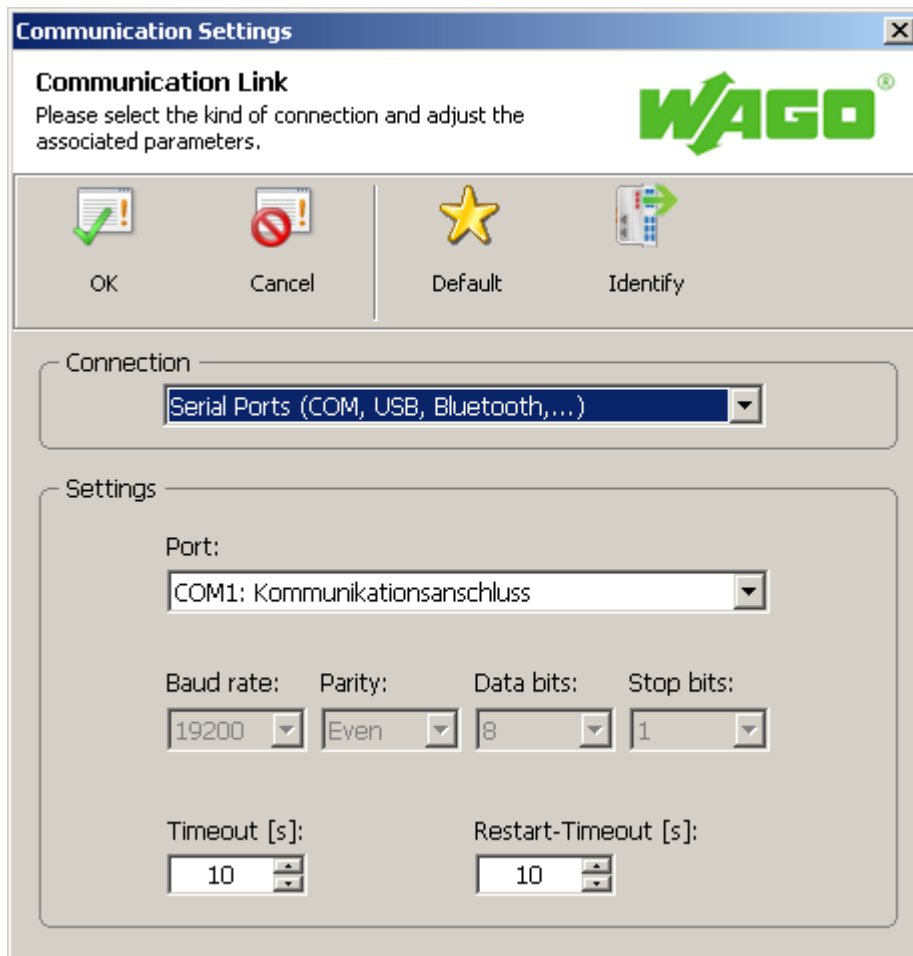 Communication Settings
Communication Link
Please select the kind of connection and adjust the
associated parameters.
WAGO®
OK
Cancel
Default
Identify
Connection
Serial Ports (COM, USB, Bluetooth,...)
Settings
Port:
COM1: Kommunikationsanschluss
Baud rate: Parity: Data bits: Stop bits:
19200 Even 8 1
Timeout [s]: Restart-Timeout [s]:
10 10